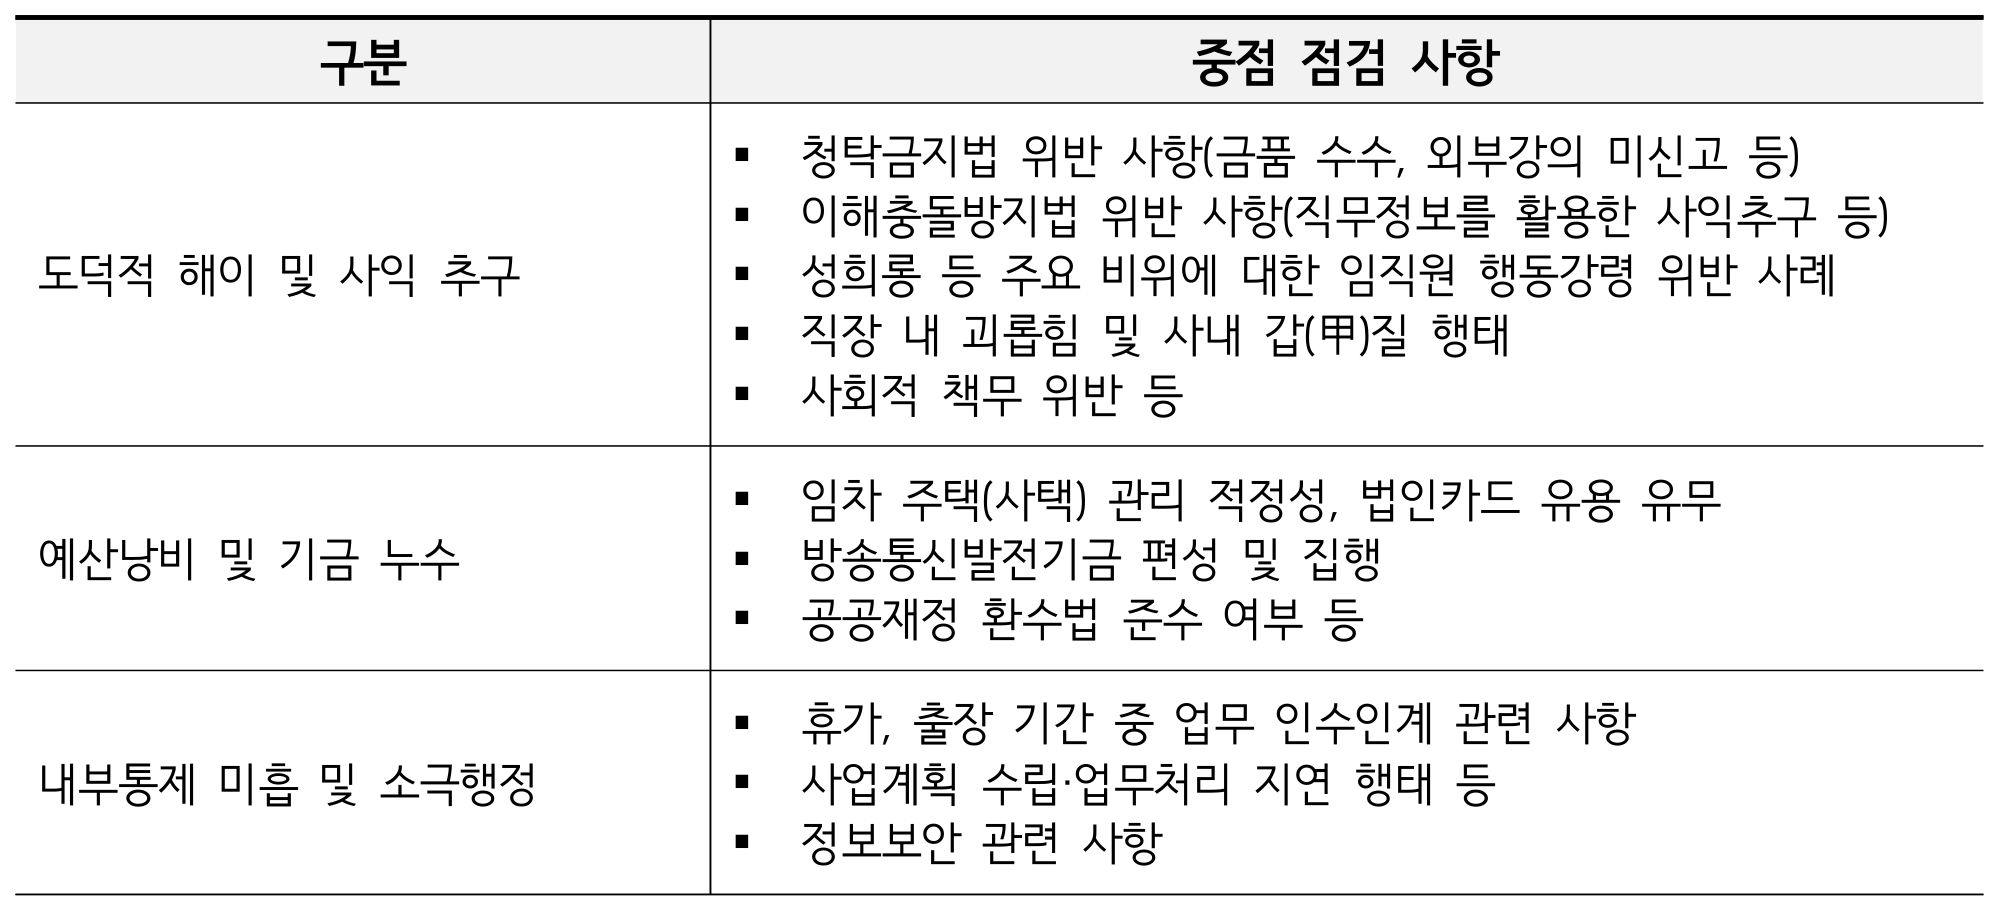 구분
중점 점검 사항
도덕적 해이 및 사익 추구
▪ 청탁금지법 위반 사항(금품 수수, 외부강의 미신고 등)
▪ 이해충돌방지법 위반 사항(직무정보를 활용한 사익추구 등)
▪ 성희롱 등 주요 비위에 대한 임직원 행동강령 위반 사례
▪ 직장 내 괴롭힘 및 사내 갑(甲)질 행태
▪ 사회적 책무 위반 등
예산낭비 및 기금 누수
▪ 임차 주택(사택) 관리 적정성, 법인카드 유용 유무
▪ 방송통신발전기금 편성 및 집행
▪ 공공재정 환수법 준수 여부 등
내부통제 미흡 및 소극행정
▪ 휴가, 출장 기간 중 업무 인수인계 관련 사항
▪ 사업계획 수립·업무처리 지연 행태 등
▪ 정보보안 관련 사항